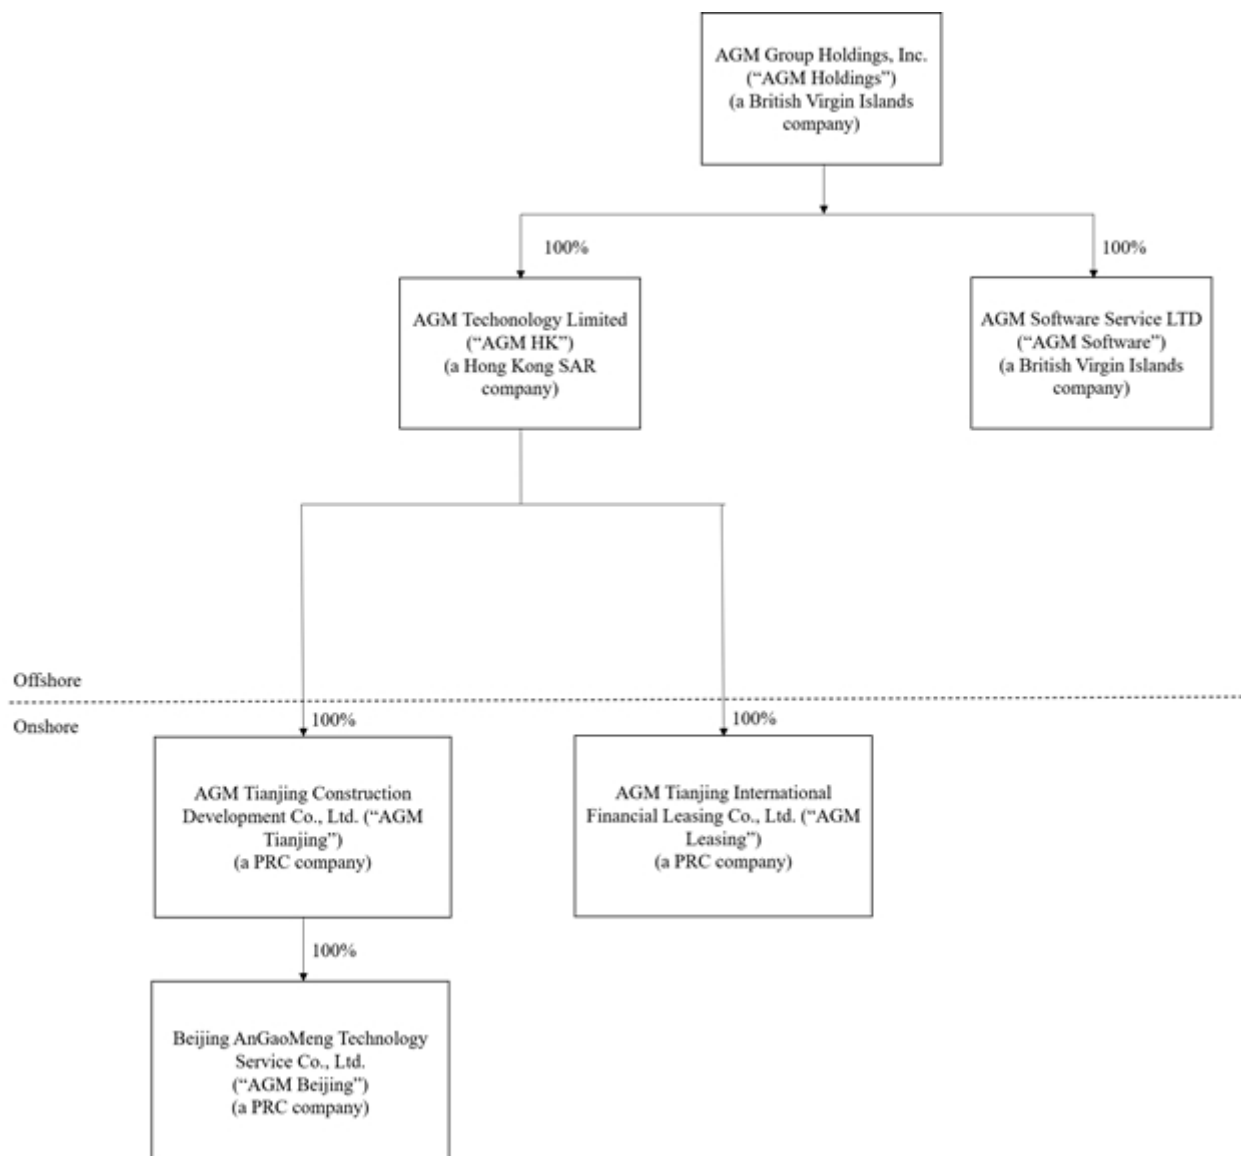 AGM Group Holdings, Inc.
(“AGM Holdings”)
(a British Virgin Islands
company)
100%
100%
AGM Techonology Limited
(“AGM HK”)
(a Hong Kong SAR
company)
AGM Software Service LTD
(“AGM Software”)
(a British Virgin Islands
company)
Offshore
Onshore
100%
100%
AGM Tianjing Construction
Development Co., Ltd. (“AGM
Tianjing”)
(a PRC company)
AGM Tianjing International
Financial Leasing Co., Ltd. (“AGM
Leasing”)
(a PRC company)
100%
Beijing AnGaoMeng Technology
Service Co., Ltd.
(“AGM Beijing”)
(a PRC company)